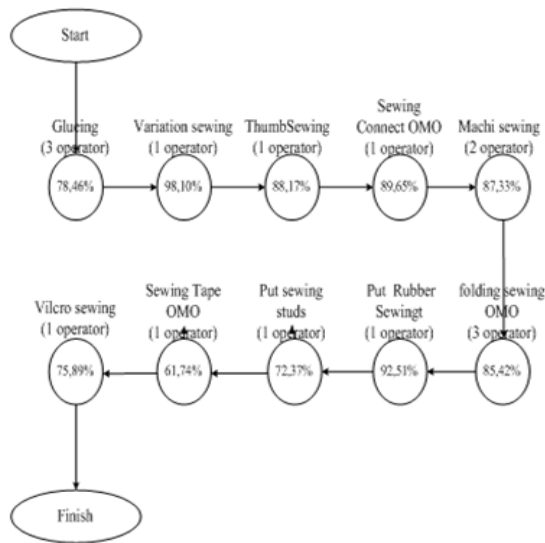 Start
Glueing
(3 operator)
78,46%
Variation sewing
(1 operator)
98,10%
ThumbSewing
(1 operator)
88,17%
Sewing
Connect OMO
(1 operator)
89,65%
Machi sewing
(2 operator)
87,33%
folding sewing
OMO
(3 operator)
85,42%
Put Rubber
Sewingt
(1 operator)
92,51%
Put sewing
studs
(1 operator)
72,37%
Sewing Tape
OMO
(1 operator)
61,74%
Vilcro sewing
(1 operator)
75,89%
Finish